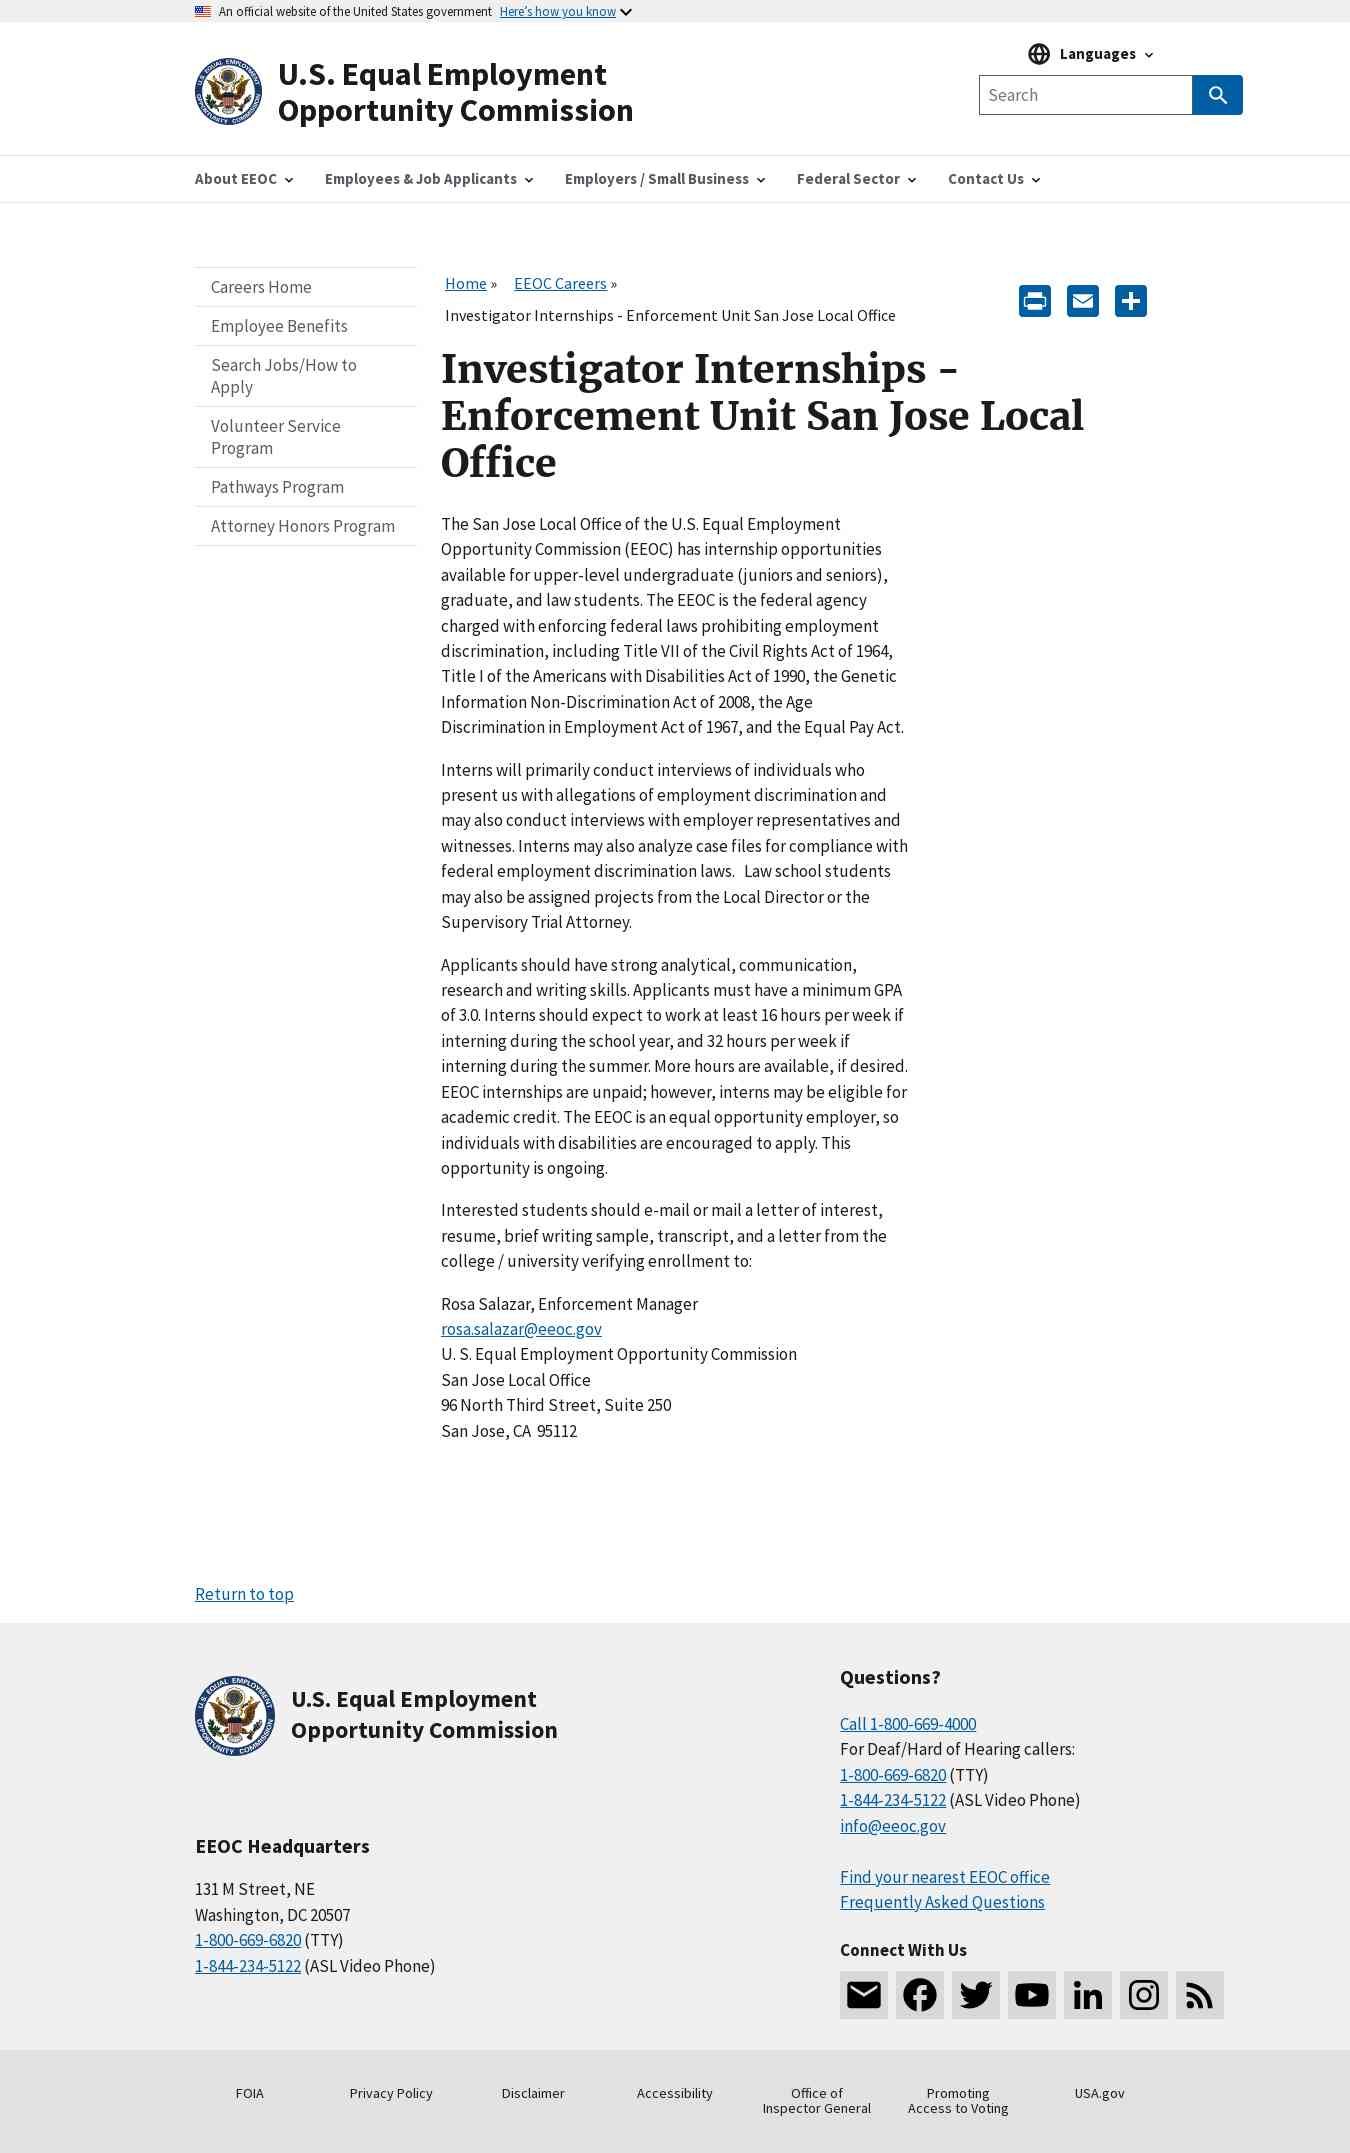 An official website of the United States government Here's how you know
U.S. Equal Employment
Opportunity Commission
Languages
Search
About EEOC
Employees & Job Applicants
Employers / Small Business
Federal Sector
Contact Us
Careers Home
Employee Benefits
Search Jobs/How to
Apply
Volunteer Service
Program
Pathways Program
Attorney Honors Program
Home » EEOC Careers »
Investigator Internships - Enforcement Unit San Jose Local Office
Investigator Internships -
Enforcement Unit San Jose Local
Office
The San Jose Local Office of the U.S. Equal Employment
Opportunity Commission (EEOC) has internship opportunities
available for upper-level undergraduate (juniors and seniors),
graduate, and law students. The EEOC is the federal agency
charged with enforcing federal laws prohibiting employment
discrimination, including Title VII of the Civil Rights Act of 1964,
Title I of the Americans with Disabilities Act of 1990, the Genetic
Information Non-Discrimination Act of 2008, the Age
Discrimination in Employment Act of 1967, and the Equal Pay Act.
Interns will primarily conduct interviews of individuals who
present us with allegations of employment discrimination and
may also conduct interviews with employer representatives and
witnesses. Interns may also analyze case files for compliance with
federal employment discrimination laws. Law school students
may also be assigned projects from the Local Director or the
Supervisory Trial Attorney.
Applicants should have strong analytical, communication,
research and writing skills. Applicants must have a minimum GPA
of 3.0. Interns should expect to work at least 16 hours per week if
interning during the school year, and 32 hours per week if
interning during the summer. More hours are available, if desired.
EEOC internships are unpaid; however, interns may be eligible for
academic credit. The EEOC is an equal opportunity employer, so
individuals with disabilities are encouraged to apply. This
opportunity is ongoing.
Interested students should e-mail or mail a letter of interest,
resume, brief writing sample, transcript, and a letter from the
college / university verifying enrollment to:
Rosa Salazar, Enforcement Manager
rosa.salazar@eeoc.gov
U. S. Equal Employment Opportunity Commission
San Jose Local Office
96 North Third Street, Suite 250
San Jose, CA 95112
Return to top
U.S. Equal Employment
Opportunity Commission
EEOC Headquarters
131 M Street, NE
Washington, DC 20507
1-800-669-6820 (TTY)
1-844-234-5122 (ASL Video Phone)
Questions?
Call 1-800-669-4000
For Deaf/Hard of Hearing callers:
1-800-669-6820 (TTY)
1-844-234-5122 (ASL Video Phone)
info@eeoc.gov
Find your nearest EEOC office
Frequently Asked Questions
Connect With Us
FOIA
Privacy Policy
Disclaimer
Accessibility
Office of
Inspector General
Promoting
Access to Voting
USA.gov